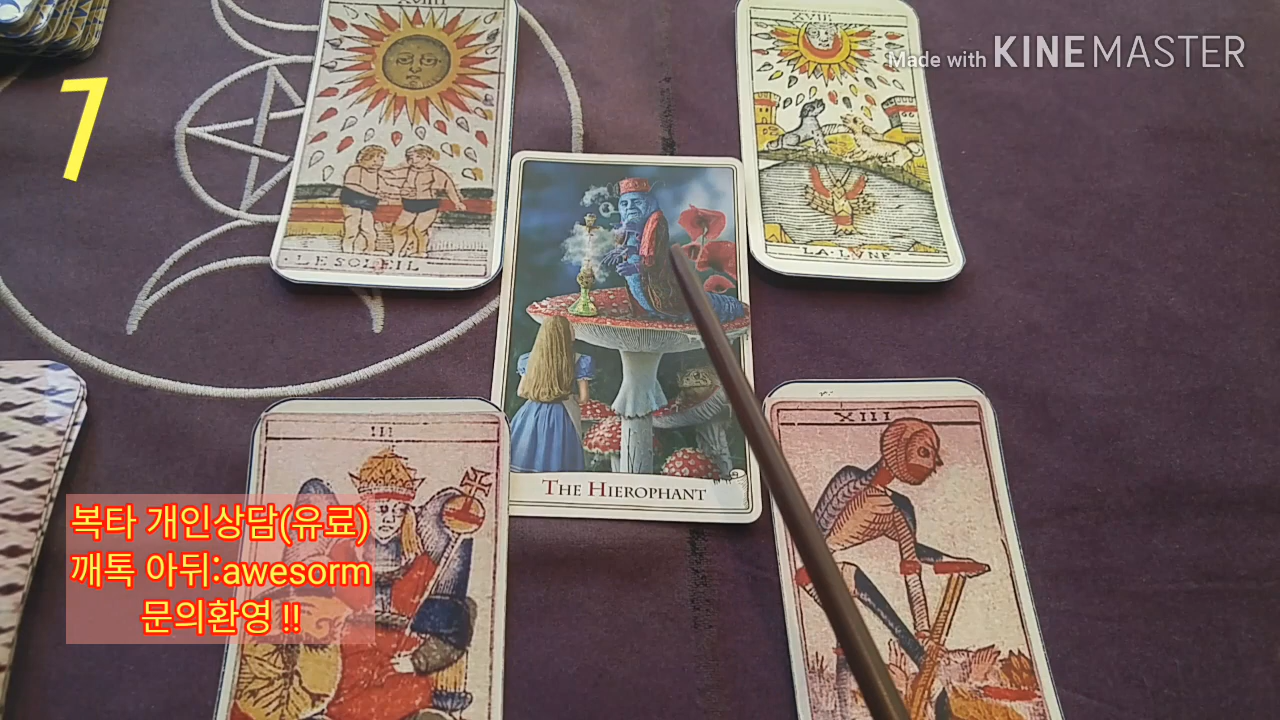 XVIII
XVIII
Made with KINEMASTER
7
LE SOLEIL
LA·LVNE
III
XIII
THE HIEROPHANT
복타 개인상담(유료)
깨톡 아뒤:awesorm
문의환영 !!